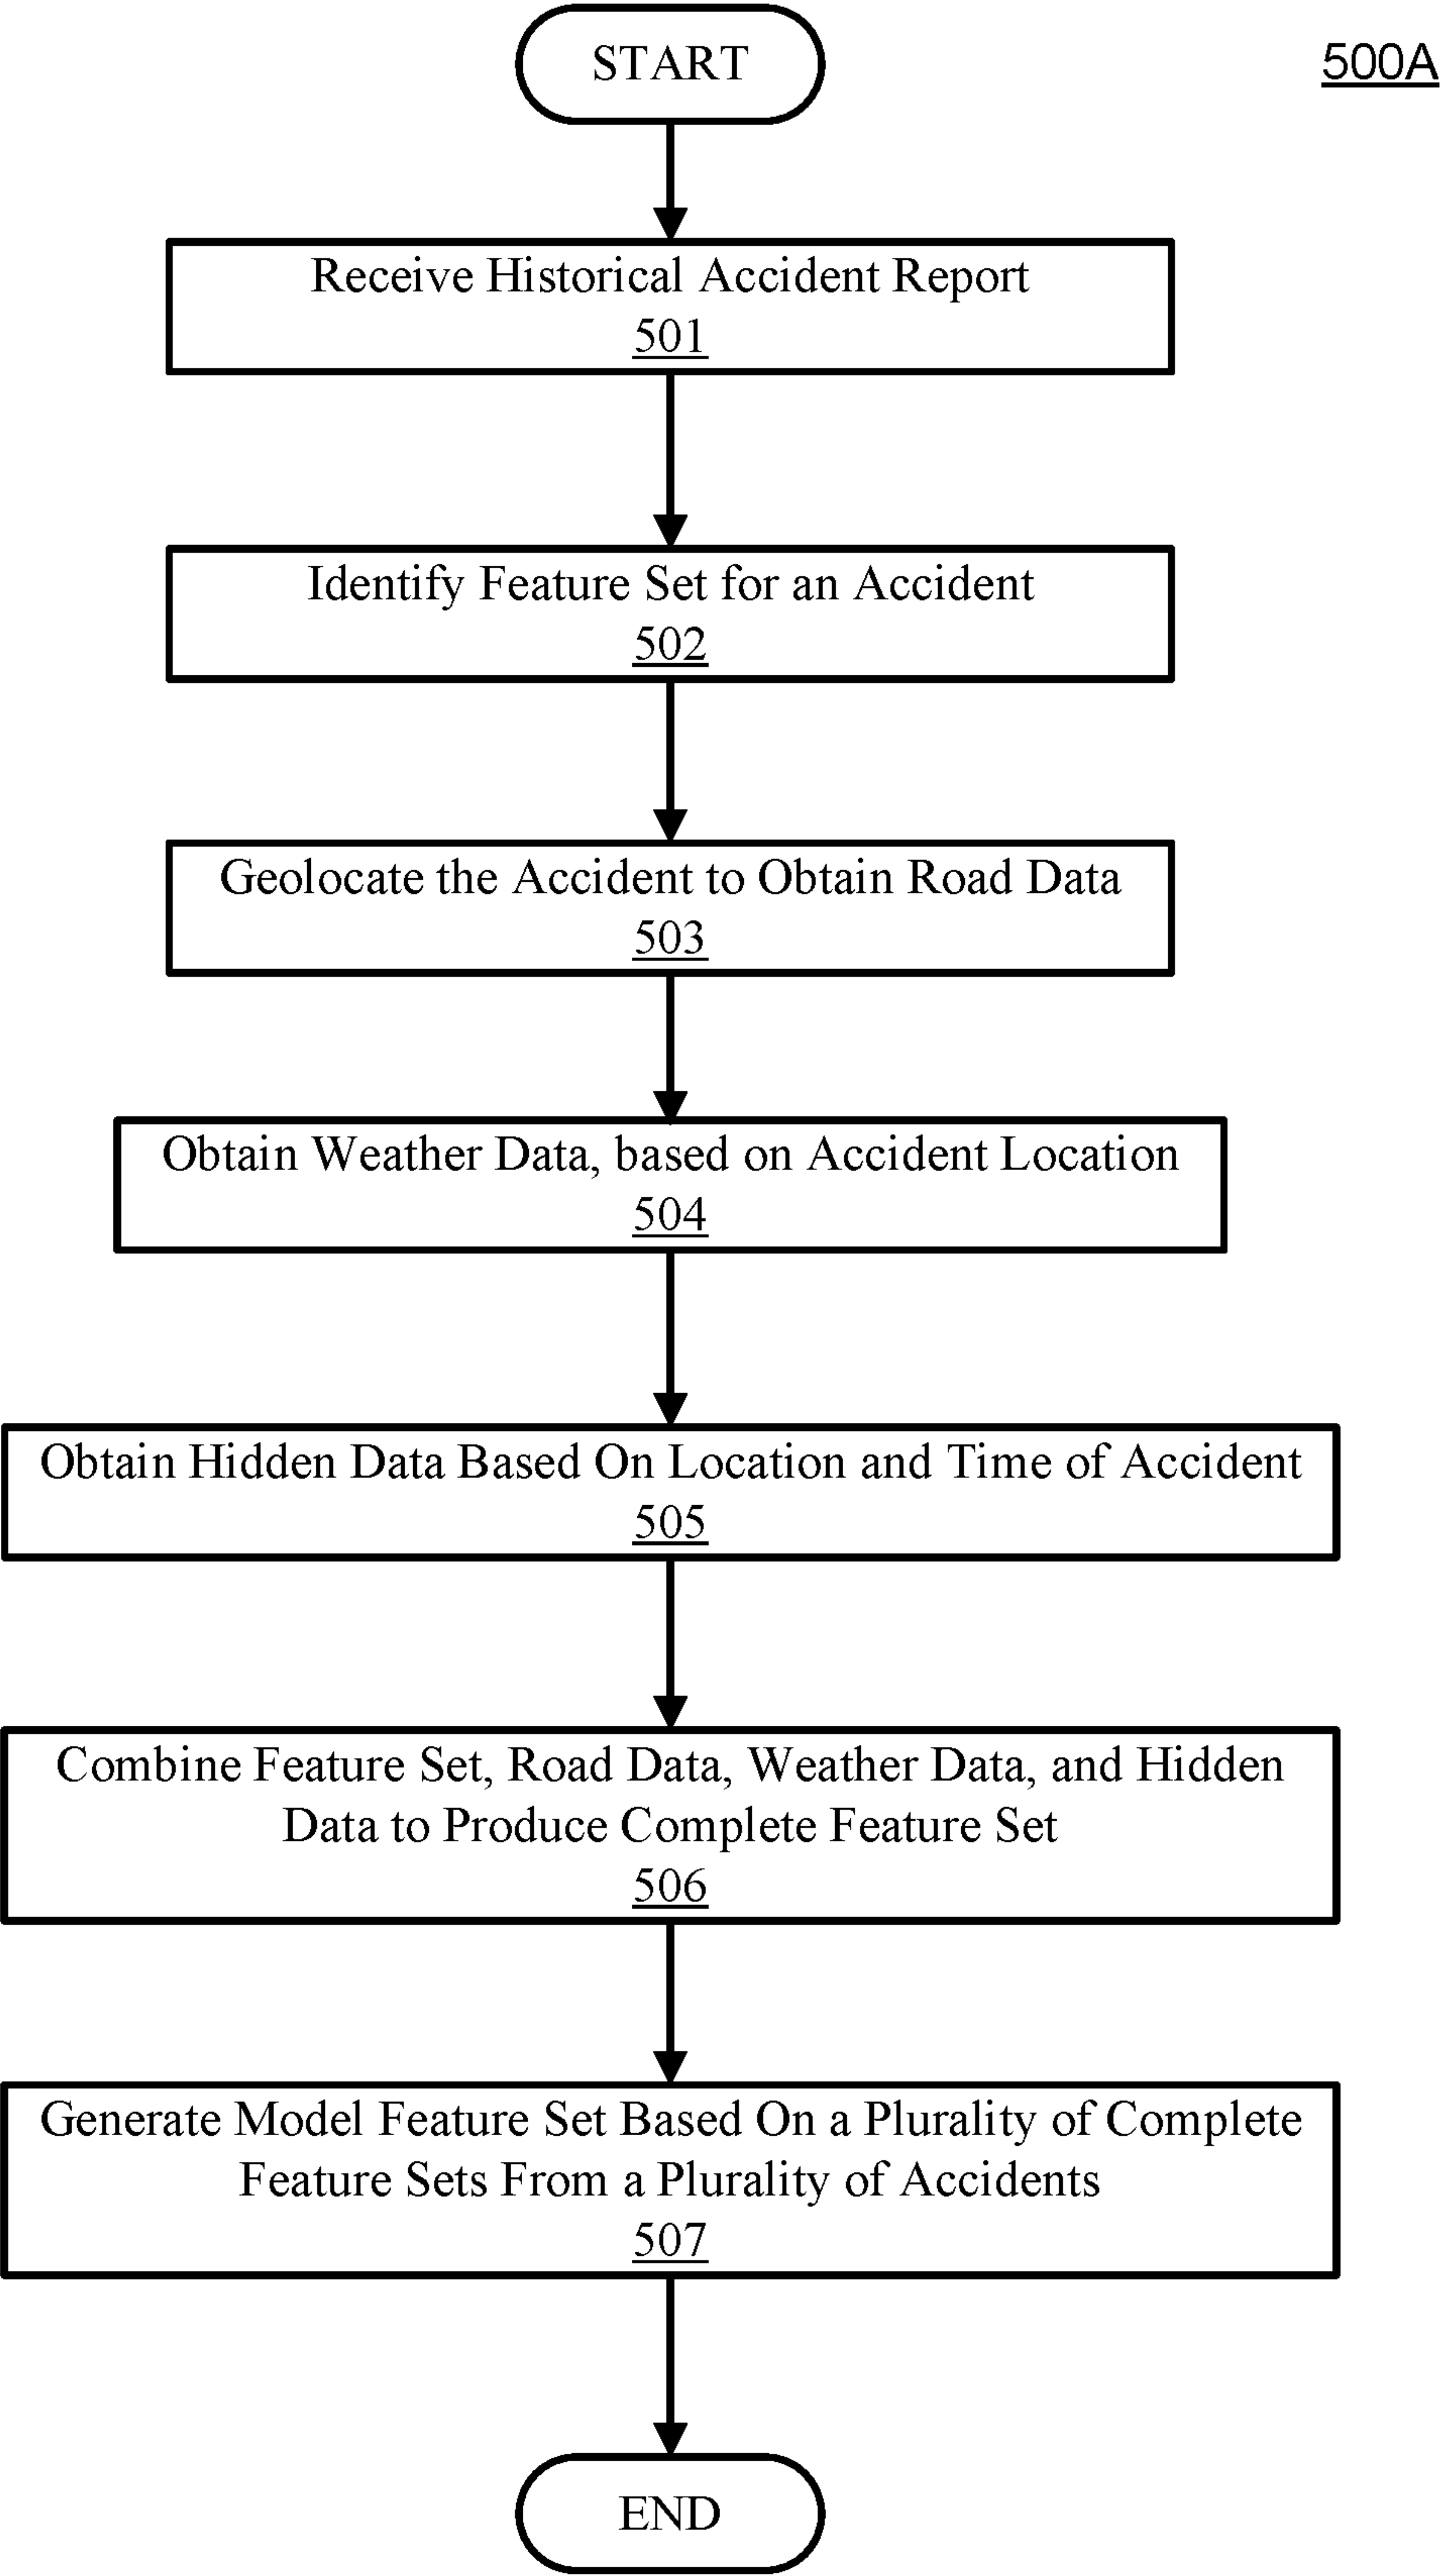 START
500A
Receive Historical Accident Report
501
Identify Feature Set for an Accident
502
Geolocate the Accident to Obtain Road Data
503
Obtain Weather Data, based on Accident Location
504
Obtain Hidden Data Based On Location and Time of Accident
505
Combine Feature Set, Road Data, Weather Data, and Hidden
Data to Produce Complete Feature Set
506
Generate Model Feature Set Based On a Plurality of Complete
Feature Sets From a Plurality of Accidents
507
END